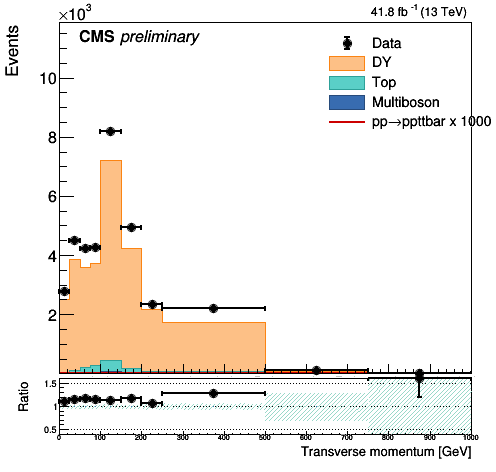 ×10³
41.8 fb⁻¹ (13 TeV)
Events
CMS preliminary
Data
DY
Top
Multiboson
pp→ppttbar x 1000
10
8
6
4
2
Ratio
1.5
1
0.5
0 100 200 300 400 500 600 700 800 900 1000
Transverse momentum [GeV]